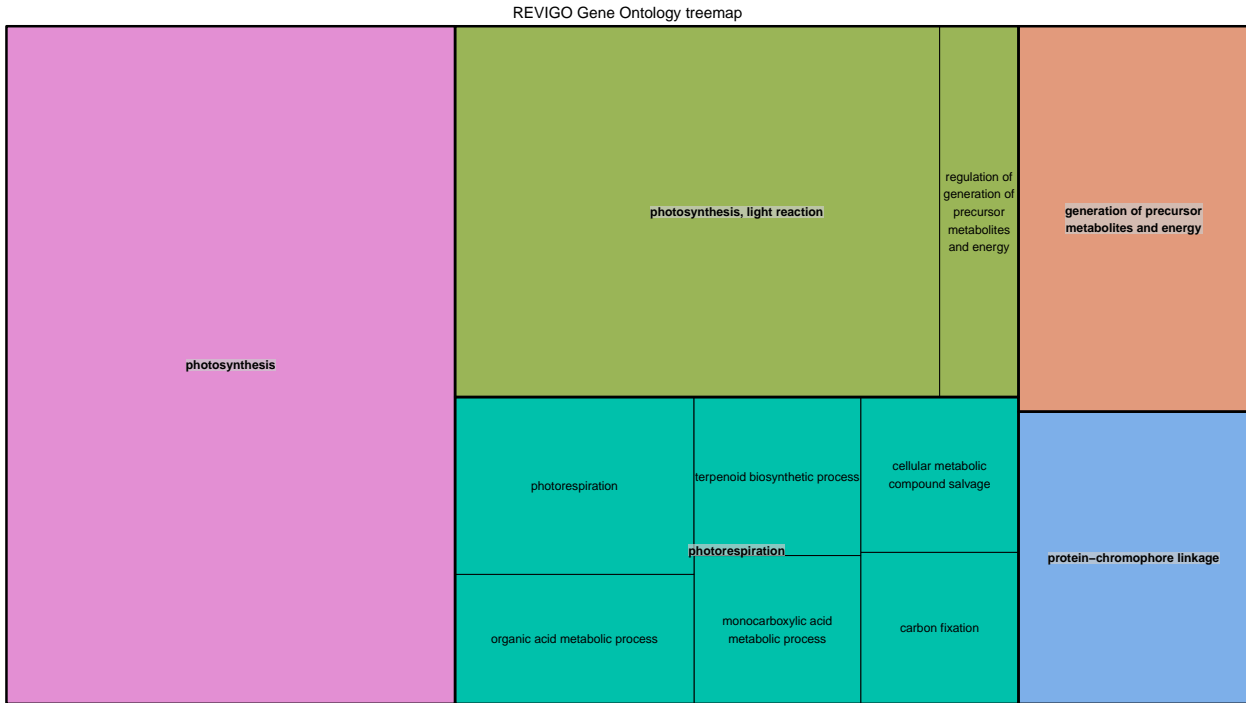 REVIGO Gene Ontology treemap
photosynthesis
photosynthesis, light reaction
regulation of
generation of
precursor
metabolites
and energy
generation of precursor
metabolites and energy
photorespiration
terpenoid biosynthetic process
cellular metabolic
compound salvage
photorespiration
organic acid metabolic process
monocarboxylic acid
metabolic process
carbon fixation
protein−chromophore linkage